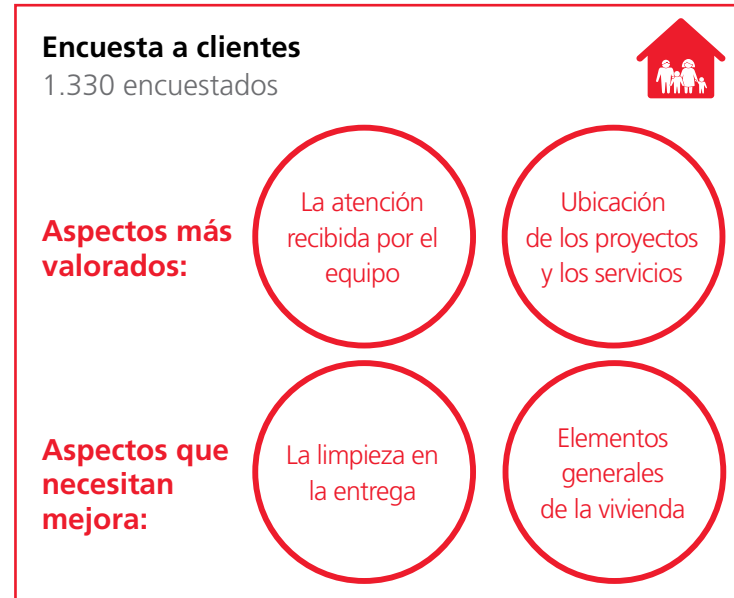 Encuesta a clientes
1.330 encuestados
Aspectos más
valorados:
La atención
recibida por el
equipo
Ubicación
de los proyectos
y los servicios
Aspectos que
necesitan
mejora:
La limpieza en
la entrega
Elementos
generales
de la vivienda